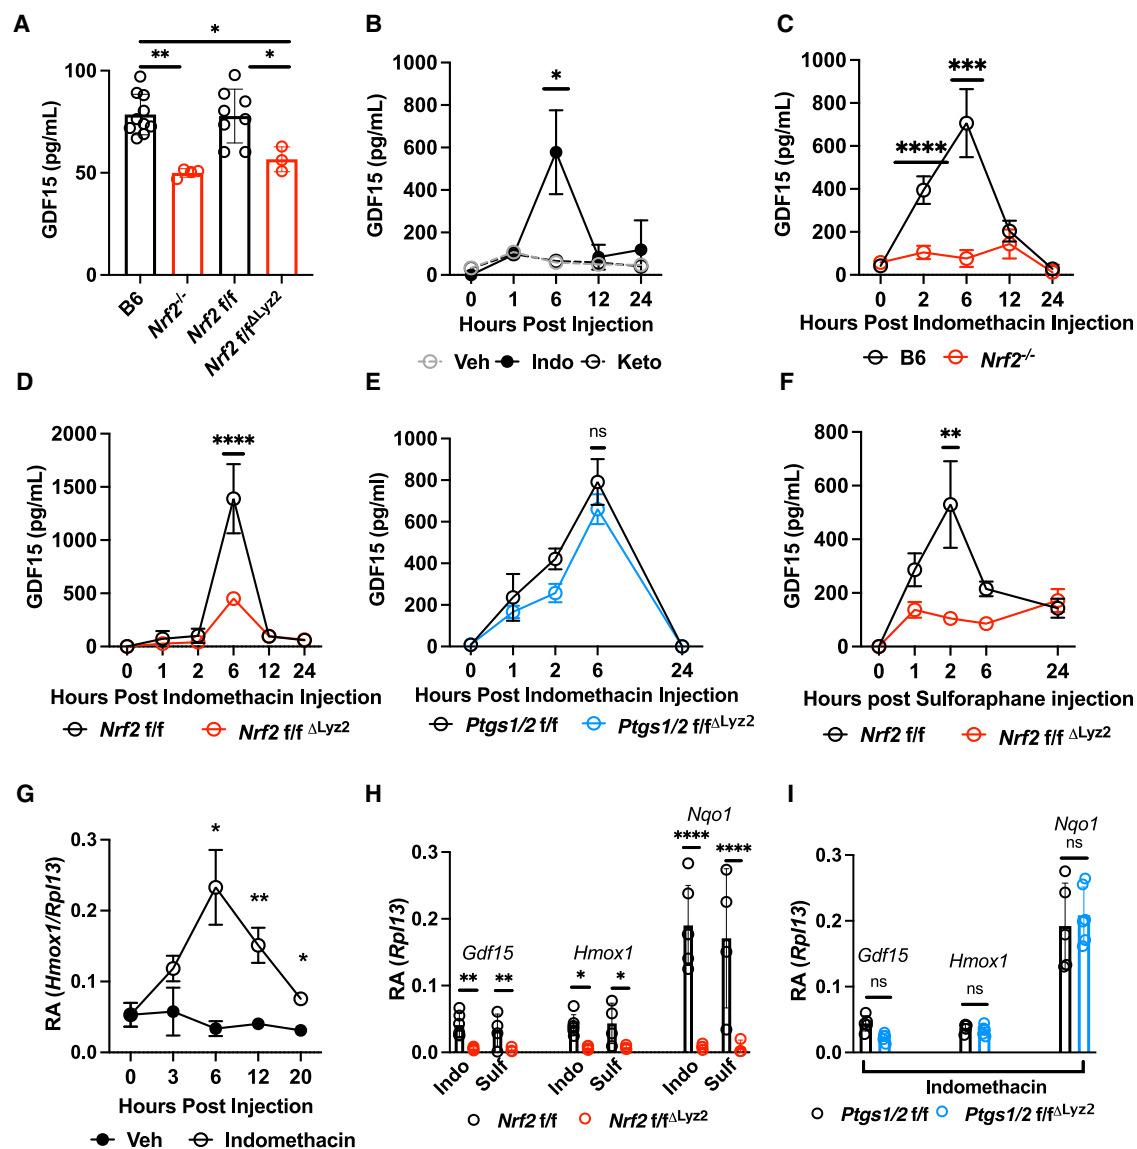 A
GDF15 (pg/mL)
100
50
0
*
**
*
B6
Nrf2-/-
Nrf2 f/f
Nrf2 f/fΔLyz2
B
GDF15 (pg/mL)
1000
800
600
400
200
0
*
0 1 6 12 24
Hours Post Injection
Veh Indo Keto
C
GDF15 (pg/mL)
1000
800
600
400
200
0
****
***
0 2 6 12 24
Hours Post Indomethacin Injection
B6 Nrf2-/-
D
GDF15 (pg/mL)
2000
1500
1000
500
0
****
0 1 2 6 12 24
Hours Post Indomethacin Injection
Nrf2 f/f Nrf2 f/f ΔLyz2
E
GDF15 (pg/ml)
1000
800
600
400
200
0
ns
0 1 2 6 24
Hours Post Indomethacin Injection
Ptgs1/2 f/f Ptgs1/2 f/fΔLyz2
F
GDF15 (pg/mL)
800
600
400
200
0
**
0 1 2 6 24
Hours post Sulforaphane injection
Nrf2 f/f Nrf2 f/f ΔLyz2
G
RA (Hmox1/Rpl13)
0.3
0.2
0.1
0.0
*
**
*
0 3 6 12 20
Hours Post Injection
Veh Indomethacin
H
RA (Rpl13)
0.3
0.2
0.1
0.0
Gdf15
** **
Hmox1
* *
Nqo1
**** ****
Indo Sulf Indo Sulf Indo Sulf
Nrf2 f/f Nrf2 f/fΔLyz2
I
RA (Rpl13)
0.3
0.2
0.1
0.0
Gdf15
ns
Hmox1
ns
Nqo1
ns
Indomethacin
Ptgs1/2 f/f Ptgs1/2 f/fΔLyz2